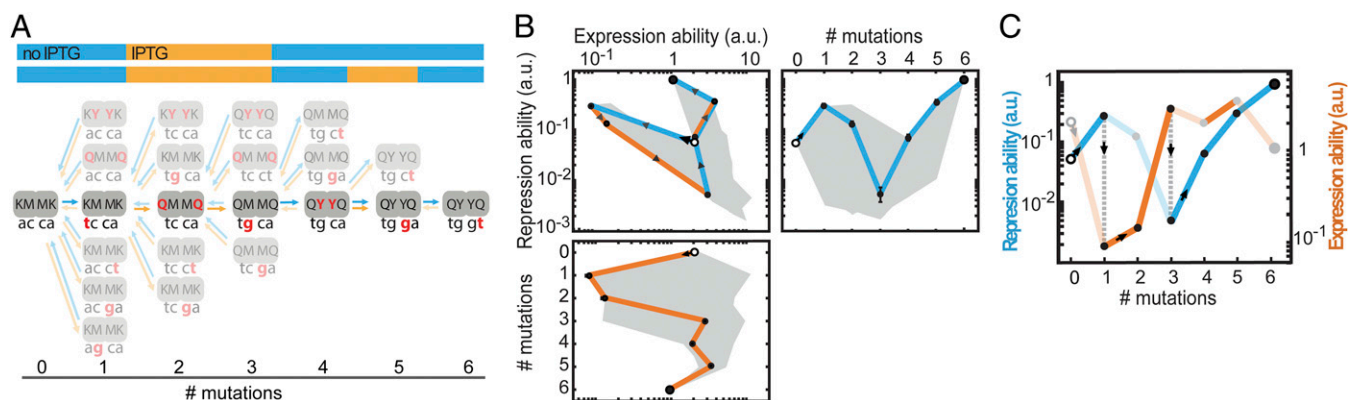 A
no IPTG
IPTG
KY YK
ac ca
KY YK
tc ca
QY YQ
tc ca
QM MQ
tg ct
QM MQ
ac ca
KM MK
tg ca
QM MQ
tc ct
QM MQ
tg ga
QY YQ
tg ct
KM MK
ac ca
KM MK
tc ca
QM MQ
tc ca
QM MQ
tg ca
QY YQ
tg ca
QY YQ
tg ga
QY YQ
tg gt
KM MK
ac ct
KM MK
tc ct
QM MQ
tc ga
KM MK
ac ga
KM MK
tc ga
KM MK
ag ca
0 1 2 3 4 5 6
# mutations
B
Expression ability (a.u.)
10-1 1 10
Repression ability (a.u.)
1
10-1
10-2
10-3
# mutations
0 1 2 3 4 5 6
# mutations
0
1
2
3
4
5
6
C
Represion ability (a.u.)
1
10-1
10-2
Expression ability (a.u.)
1
10-1
0 1 2 3 4 5 6
# mutations